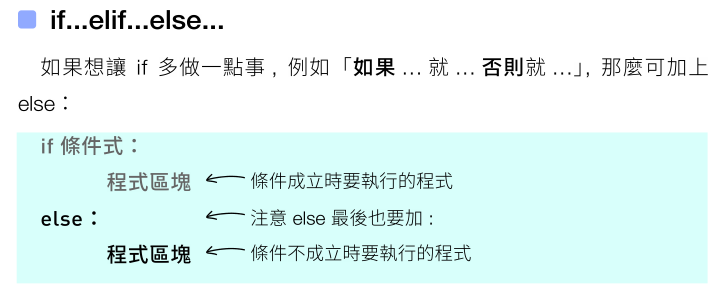 if...elif...else...
如果想讓 if 多做一點事, 例如「如果 ... 就 ... 否則就 ...」, 那麼可加上
else：
if 條件式：
程式區塊 條件成立時要執行的程式
else： 注意 else 最後也要加 :
程式區塊 條件不成立時要執行的程式